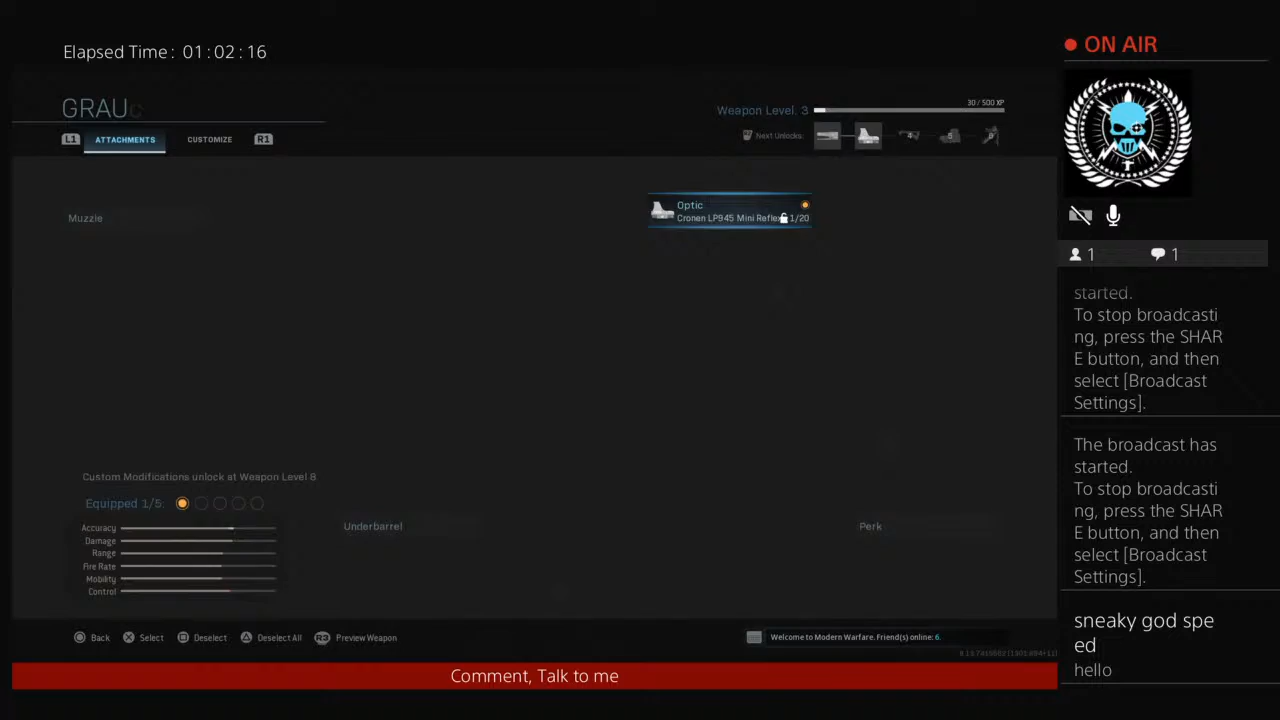 Elapsed Time: 01:02:16
ON AIR
GRAU
Weapon Level. 3
30 / 500 XP
L1 ATTACHMENTS CUSTOMIZE R1
Next Unlocks:
Muzzle
Optic
Cronen LP945 Mini Reflex 1/20
1 1
started.
To stop broadcasti
ng, press the SHAR
E button, and then
select [Broadcast
Settings].
The broadcast has
started.
To stop broadcasti
ng, press the SHAR
E button, and then
select [Broadcast
Settings].
sneaky god spe
ed
hello
Custom Modifications unlock at Weapon Level 8
Equipped 1/5:
Accuracy
Damage
Range
Fire Rate
Mobility
Control
Underbarrel
Perk
Back Select Deselect Deselect All R3 Preview Weapon
Welcome to Modern Warfare. Friend(s) online: 6.
Comment, Talk to me